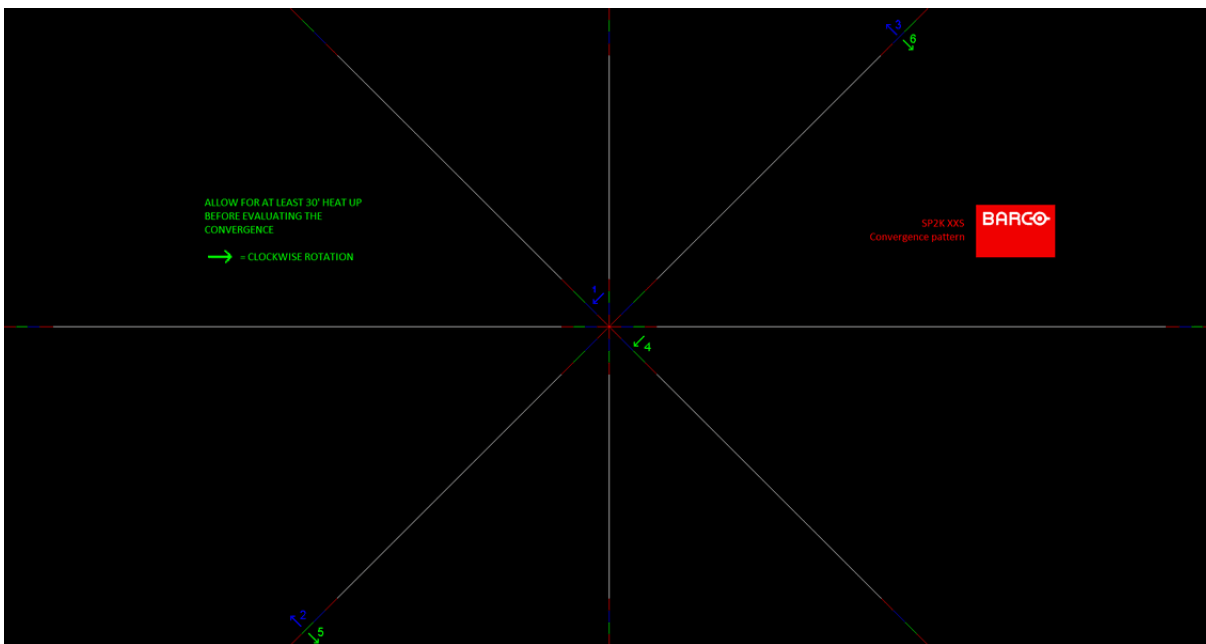 3
6
ALLOW FOR AT LEAST 30' HEAT UP
BEFORE EVALUATING THE
CONVERGENCE
= CLOCKWISE ROTATION
SP2K XXS
Convergence pattern
BARCO
1
4
2
5